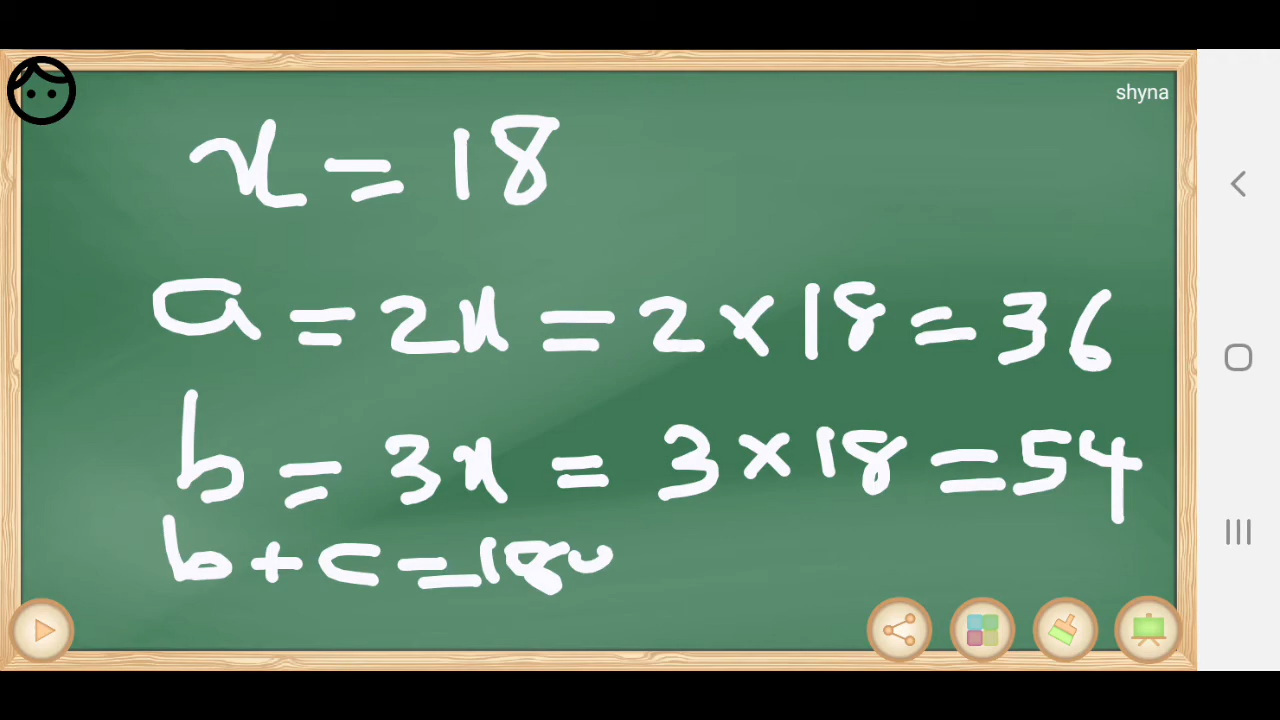 shyna
x = 18
a = 2x = 2 × 18 = 36
b = 3x = 3 × 18 = 54
b + c = 180